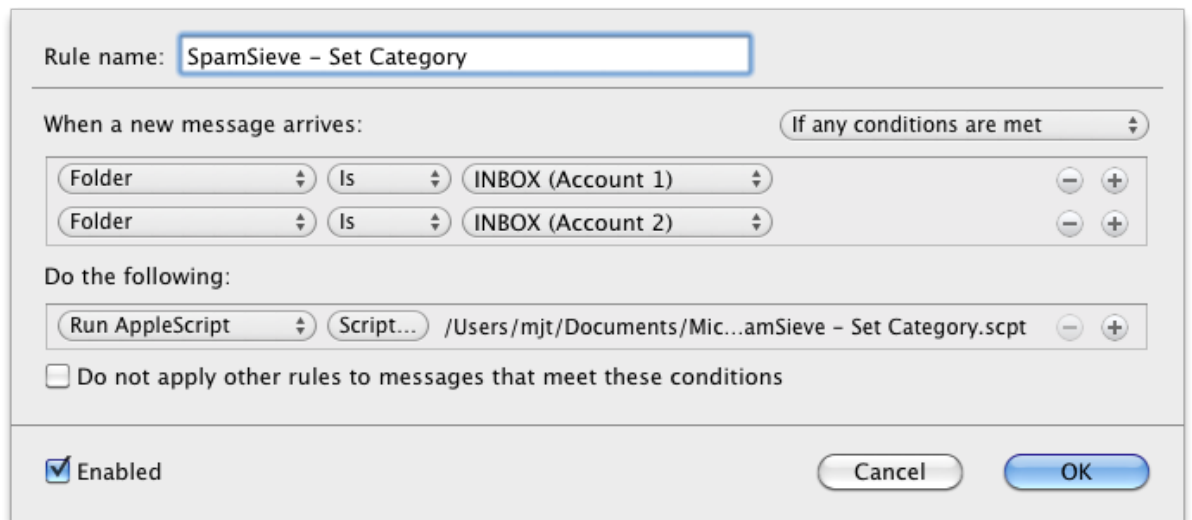 Rule name: SpamSieve – Set Category
When a new message arrives: If any conditions are met
Folder Is INBOX (Account 1)
Folder Is INBOX (Account 2)
Do the following:
Run AppleScript Script... /Users/mjt/Documents/Mic...amSieve – Set Category.scpt
Do not apply other rules to messages that meet these conditions
Enabled Cancel OK